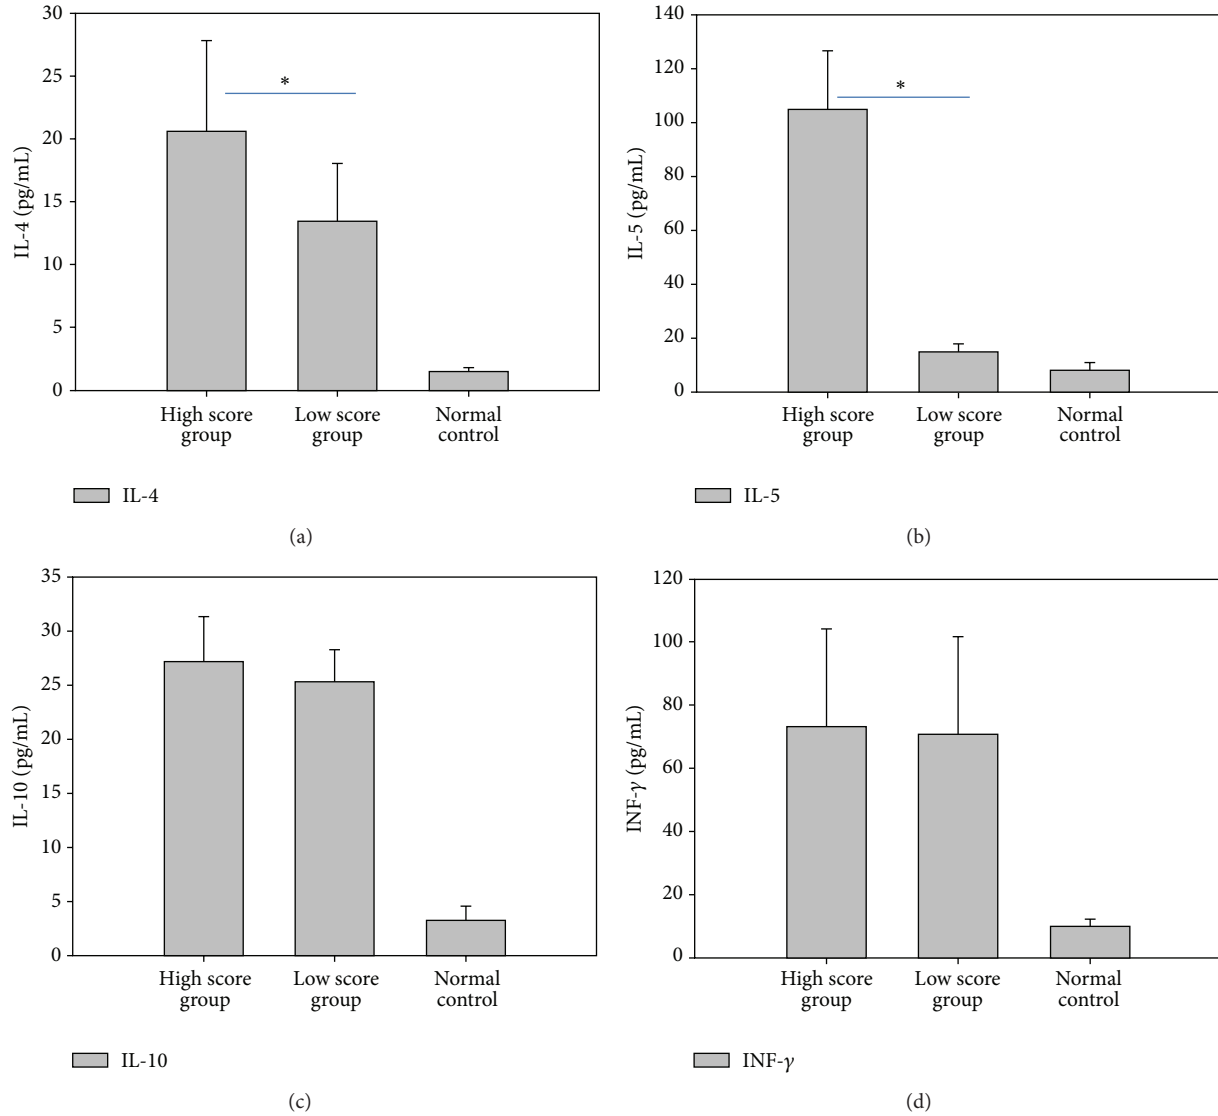 30
25
20
15
10
5
0
IL-4 (pg/mL)
*
High score
group
Low score
group
Normal
control
IL-4
(a)
140
120
100
80
60
40
20
0
IL-5 (pg/mL)
*
High score
group
Low score
group
Normal
control
IL-5
(b)
35
30
25
20
15
10
5
0
IL-10 (pg/mL)
High score
group
Low score
group
Normal
control
IL-10
(c)
120
100
80
60
40
20
0
INF-γ (pg/mL)
High score
group
Low score
group
Normal
control
INF-γ
(d)